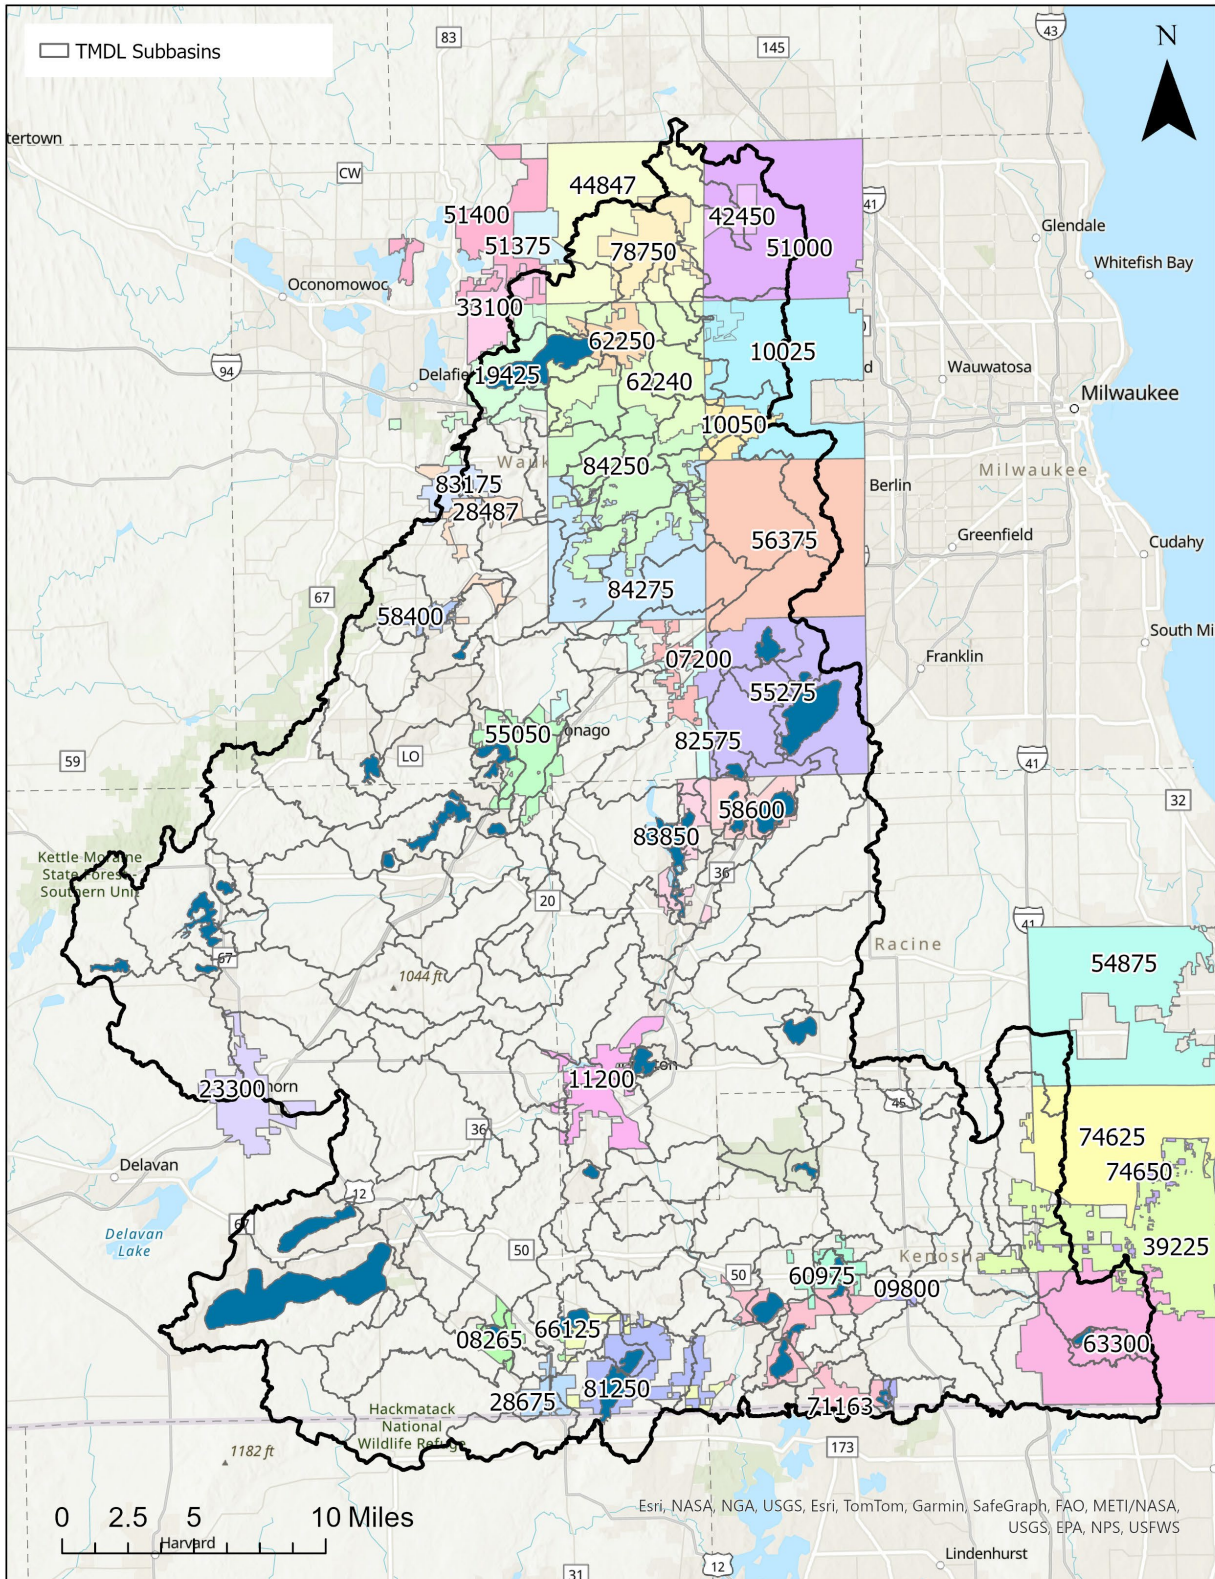 TMDL Subbasins
83
145
43
N
tertown
CW
44847
51400
42450
41
51375
78750
51000
Glendale
Whitefish Bay
Oconomowoc
33100
62250
10025
94
Delafie
19425
62240
d
Wauwatosa
Milwaukee
10050
Wauk
84250
Milwaukee
83175
28487
Berlin
56375
Greenfield
Cudahy
67
58400
84275
South Mi
07200
Franklin
55275
55050
onago
82575
59
LO
41
32
58600
83850
Kettle Moraine
State Forest-
Southern Unit
36
20
41
Racine
67
1044 ft
54875
23300
horn
11200
ton
45
36
74625
Delavan
74650
12
67
Delavan
Lake
50
50
60975
Kenosha
39225
09800
08265
66125
63300
28675
81250
71163
Hackmatack
National
Wildlife Refuge
1182 ft
173
0 2.5 5 10 Miles
Esri, NASA, NGA, USGS, Esri, TomTom, Garmin, SafeGraph, FAO, METI/NASA,
USGS, EPA, NPS, USFWS
Harvard
Lindenhurst
31
12